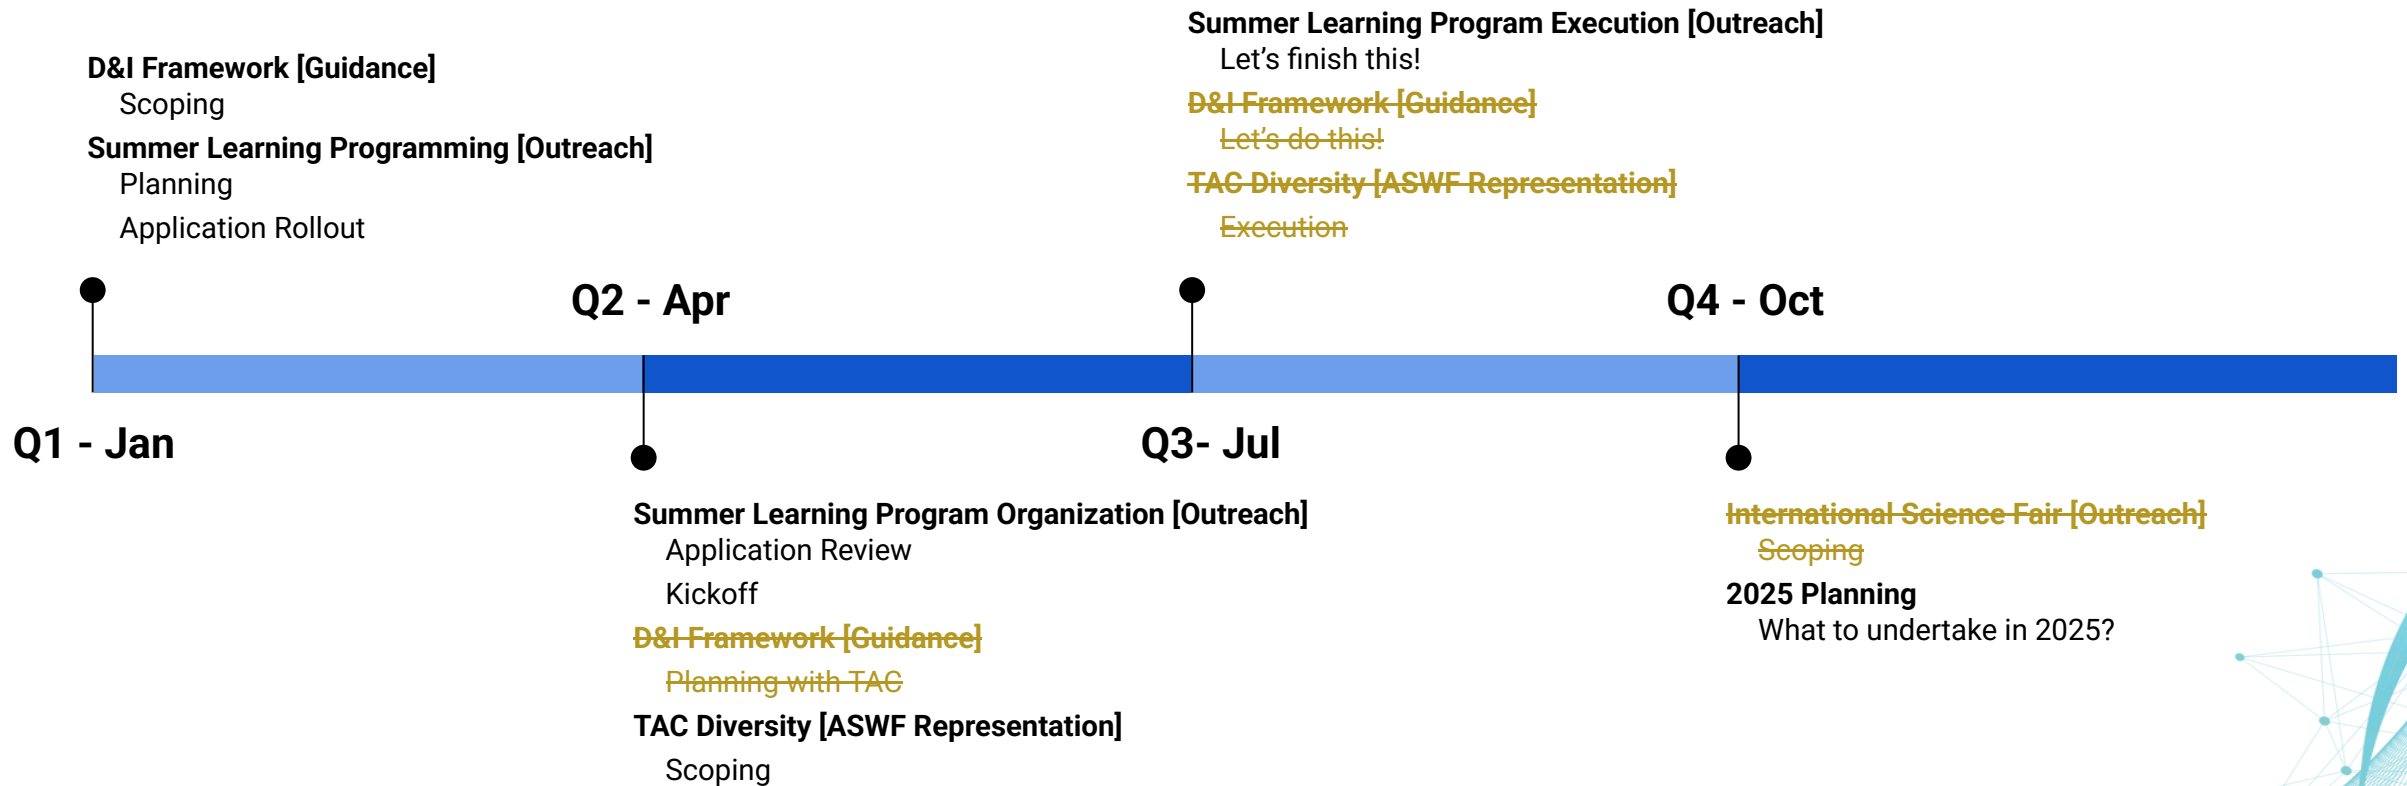 D&I Framework [Guidance]
Scoping
Summer Learning Programming [Outreach]
Planning
Application Rollout
Summer Learning Program Execution [Outreach]
Let’s finish this!
D&I Framework [Guidance]
Let’s do this!
TAC Diversity [ASWF Representation]
Execution
Q2 - Apr
Q4 - Oct
Q1 - Jan
Q3- Jul
Summer Learning Program Organization [Outreach]
Application Review
Kickoff
D&I Framework [Guidance]
Planning with TAC
TAC Diversity [ASWF Representation]
Scoping
International Science Fair [Outreach]
Scoping
2025 Planning
What to undertake in 2025?